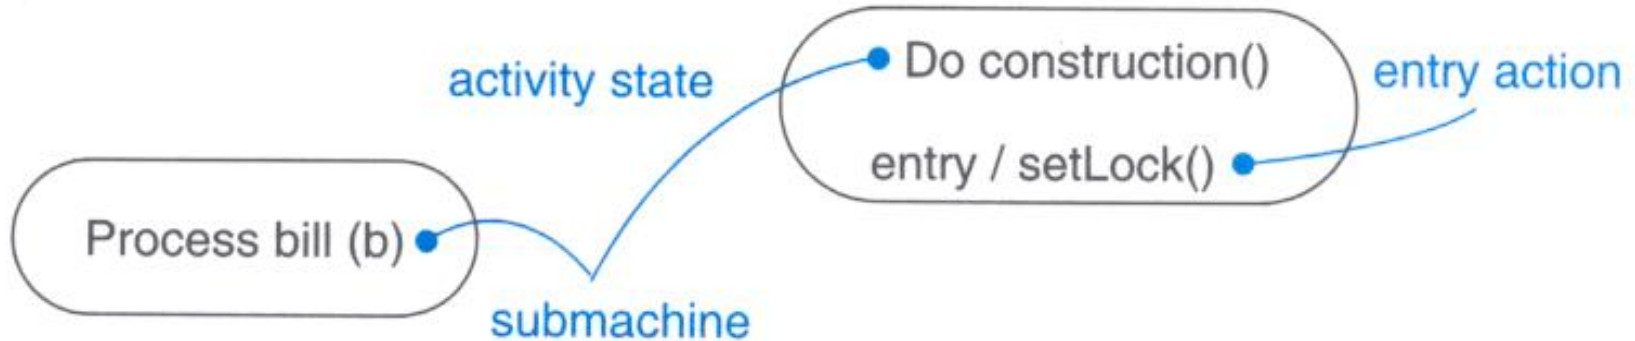 activity state
Do construction()
entry action
entry / setLock()
Process bill (b)
submachine